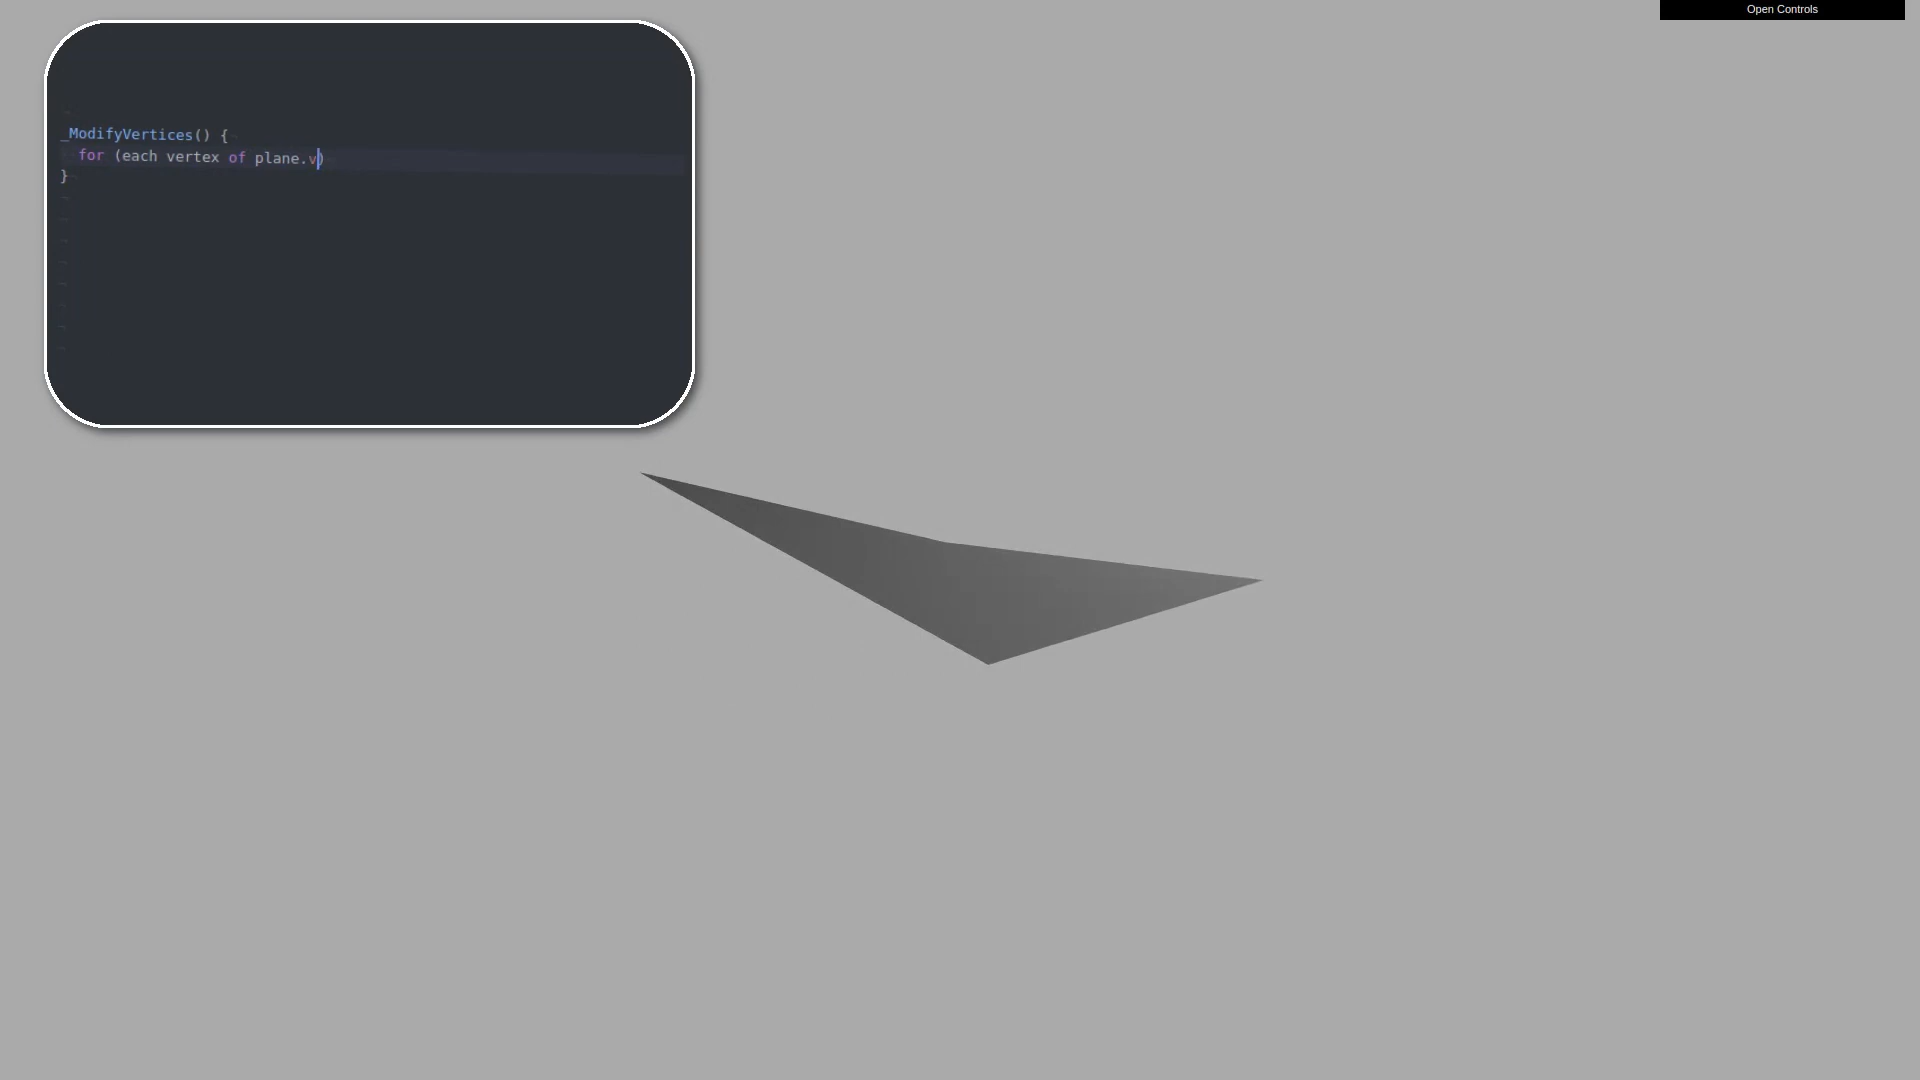 Open Controls
_ModifyVertices() {
for (each vertex of plane.v)
}